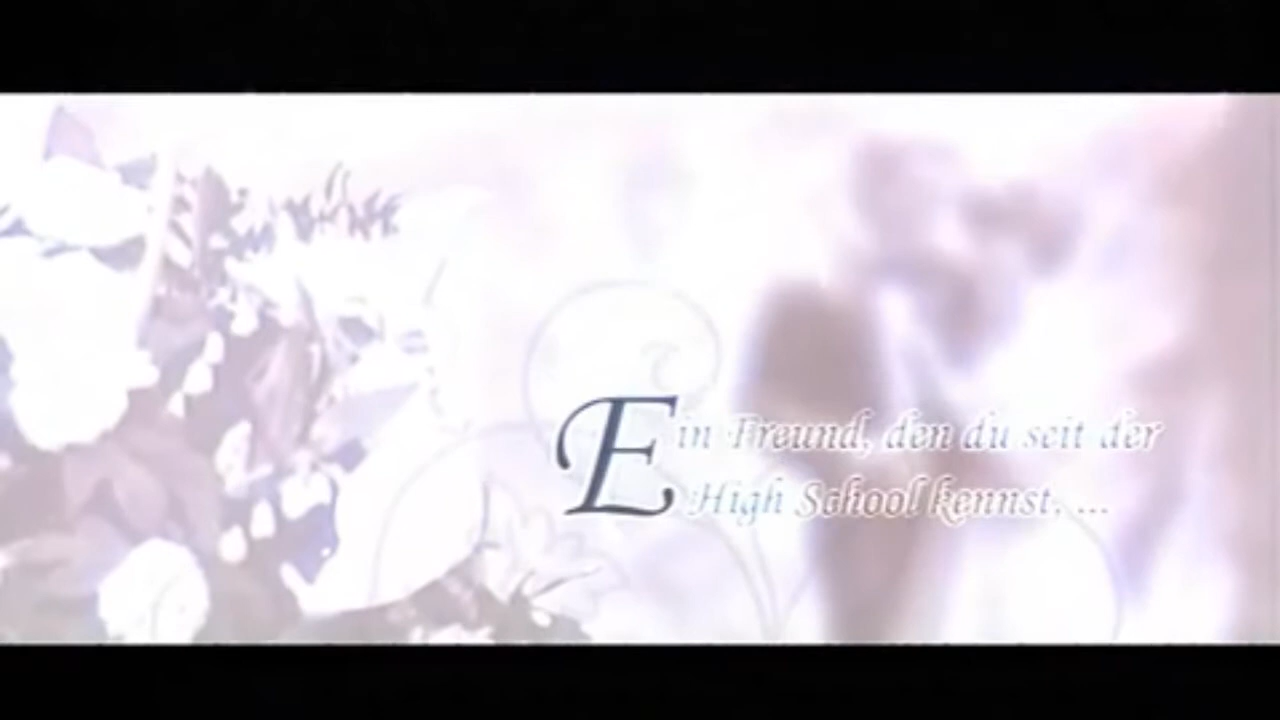 Ein Freund, den du seit der
High School kennst, ...